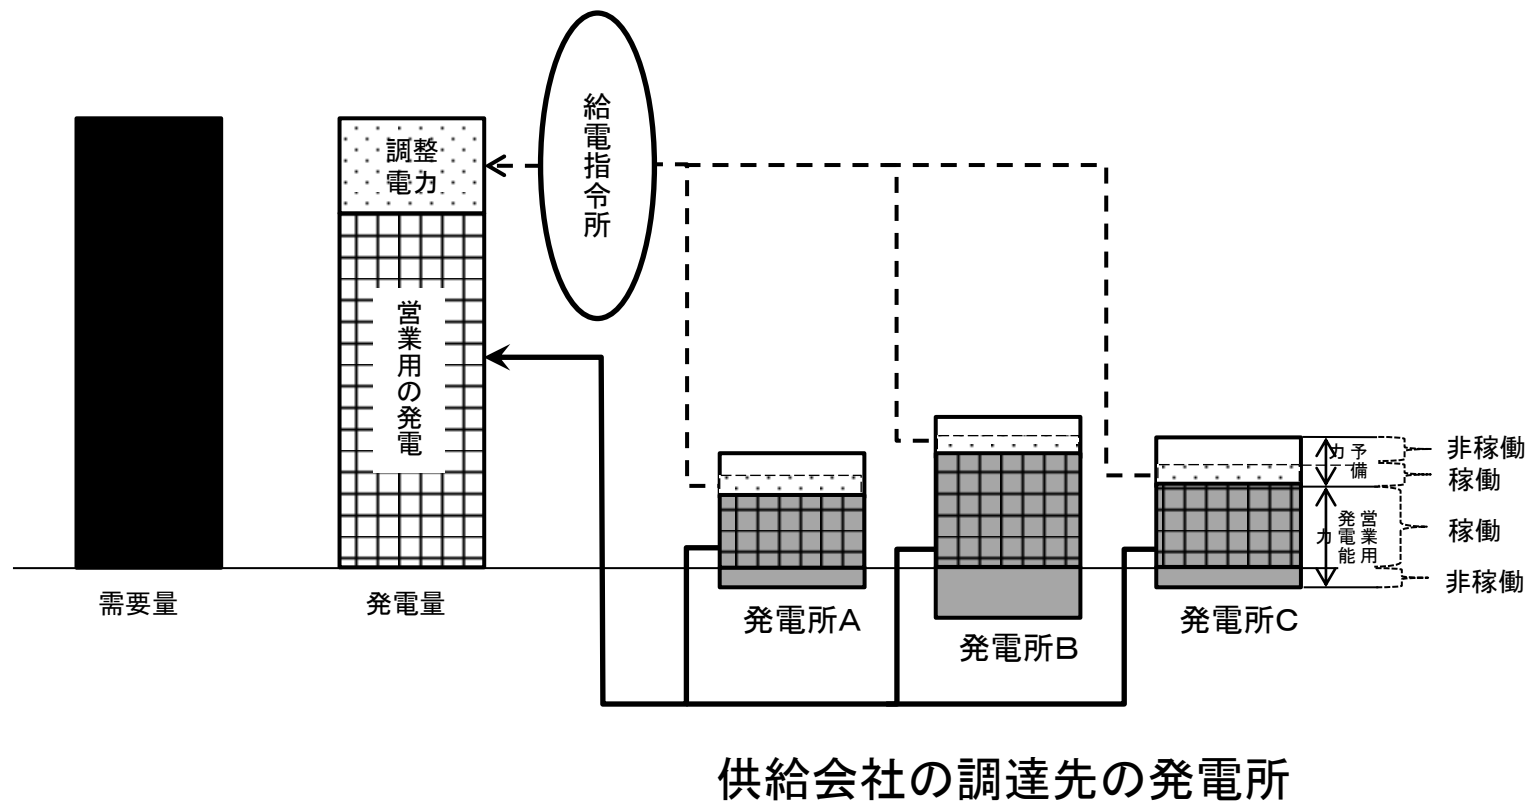 給電指令所
調整
電力
営業用の発電
需要量
発電量
発電所A
発電所B
発電所C
予備
力
営業用
発電能
力
非稼働
稼働
稼働
非稼働
供給会社の調達先の発電所